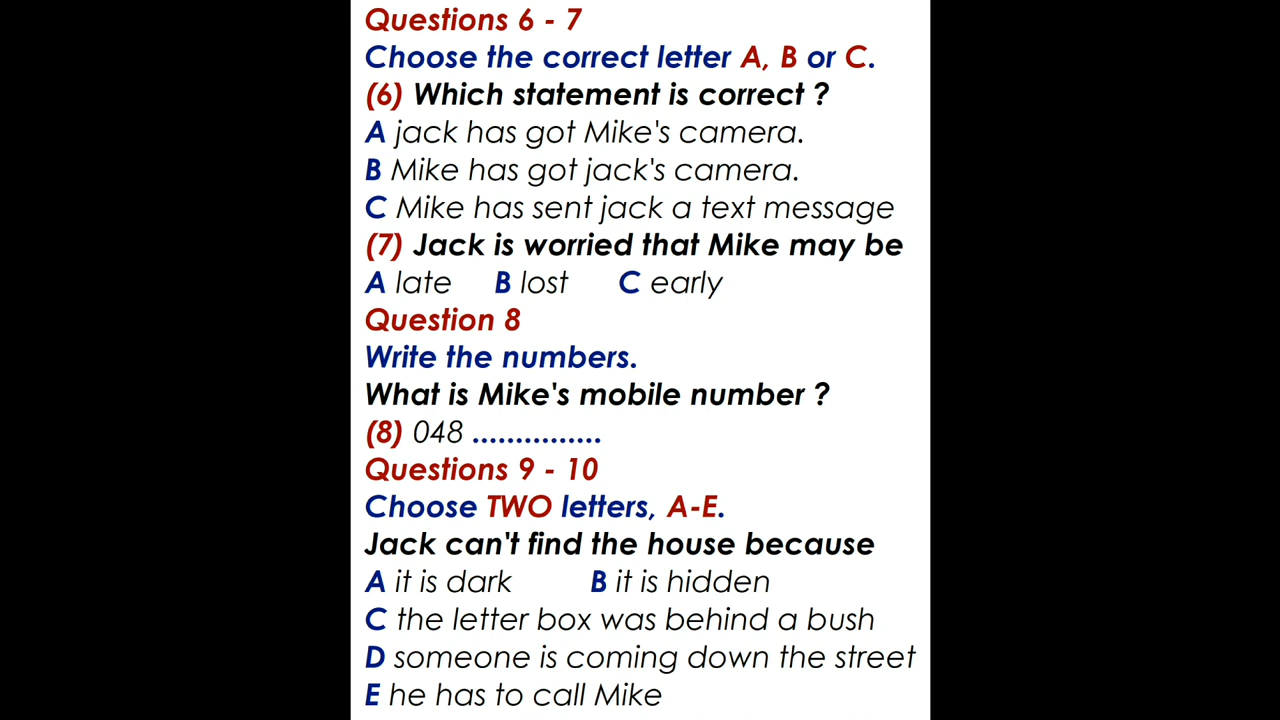 Questions 6 - 7
Choose the correct letter A, B or C.
(6) Which statement is correct ?
A jack has got Mike's camera.
B Mike has got jack's camera.
C Mike has sent jack a text message
(7) Jack is worried that Mike may be
A late B lost C early
Question 8
Write the numbers.
What is Mike's mobile number ?
(8) 048 ...............
Questions 9 - 10
Choose TWO letters, A-E.
Jack can't find the house because
A it is dark B it is hidden
C the letter box was behind a bush
D someone is coming down the street
E he has to call Mike